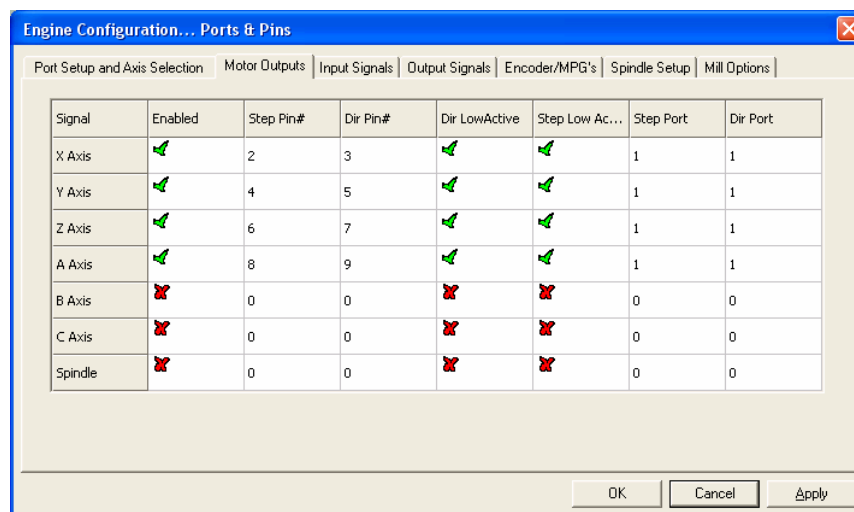 Engine Configuration... Ports & Pins
Port Setup and Axis Selection Motor Outputs Input Signals Output Signals Encoder/MPG's Spindle Setup Mill Options
Signal Enabled Step Pin# Dir Pin# Dir LowActive Step Low Ac... Step Port Dir Port
X Axis 2 3 1 1
Y Axis 4 5 1 1
Z Axis 6 7 1 1
A Axis 8 9 1 1
B Axis 0 0 0 0
C Axis 0 0 0 0
Spindle 0 0 0 0
OK Cancel Apply